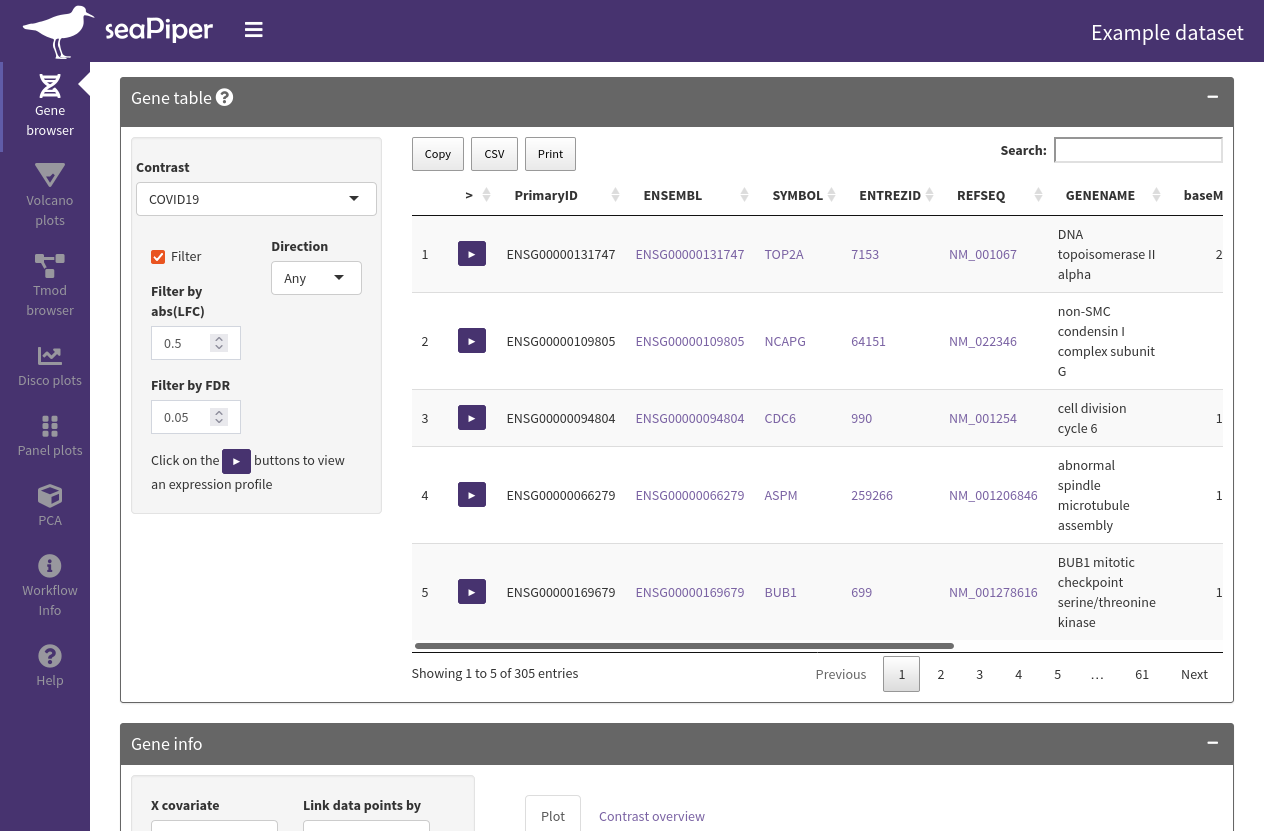 seaPiper
Example dataset
Gene
browser
Volcano
plots
Tmod
browser
Disco plots
Panel plots
PCA
Workflow
Info
Help
Gene table
Contrast
COVID19
Filter
Direction
Any
Filter by
abs(LFC)
0.5
Filter by FDR
0.05
Click on the ► buttons to view
an expression profile
Copy CSV Print Search:
> PrimaryID ENSEMBL SYMBOL ENTREZID REFSEQ GENENAME baseM
1 ► ENSG00000131747 ENSG00000131747 TOP2A 7153 NM_001067 DNA
topoisomerase II
alpha 2
2 ► ENSG00000109805 ENSG00000109805 NCAPG 64151 NM_022346 non-SMC
condensin I
complex subunit
G
3 ► ENSG00000094804 ENSG00000094804 CDC6 990 NM_001254 cell division
cycle 6 1
4 ► ENSG00000066279 ENSG00000066279 ASPM 259266 NM_001206846 abnormal
spindle
microtubule
assembly 1
5 ► ENSG00000169679 ENSG00000169679 BUB1 699 NM_001278616 BUB1 mitotic
checkpoint
serine/threonine
kinase 1
Showing 1 to 5 of 305 entries
Previous 1 2 3 4 5 … 61 Next
Gene info
X covariate Link data points by
Plot Contrast overview